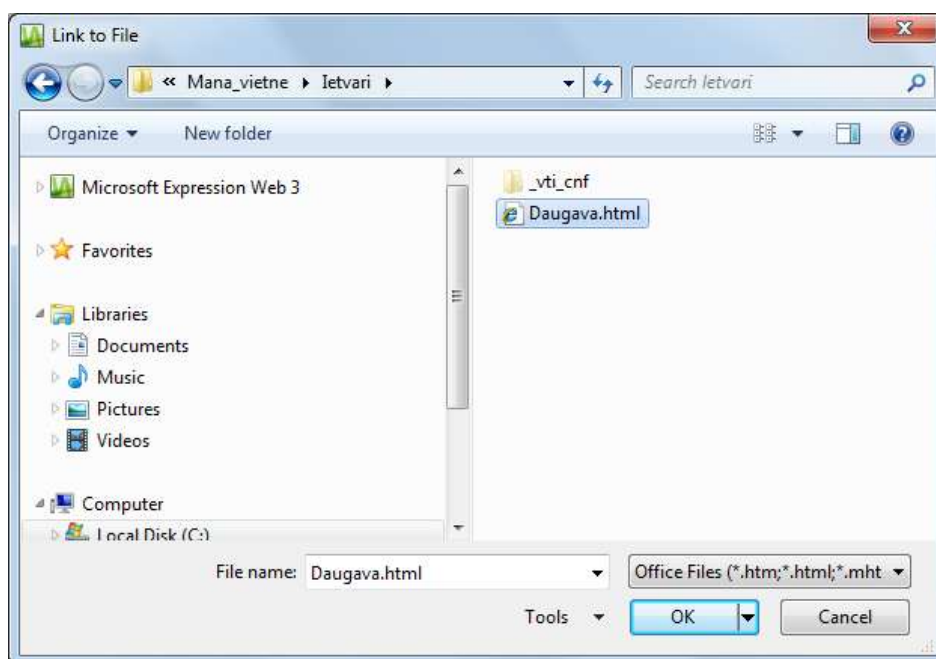 Link to File
« Mana_vietne Ietvari
Search Ietvari
Organize New folder
Microsoft Expression Web 3
Favorites
Libraries
Documents
Music
Pictures
Videos
Computer
Local Disk (C:)
_vti_cnf
Daugava.html
File name: Daugava.html
Office Files (*.htm;*.html;*.mht
Tools OK Cancel